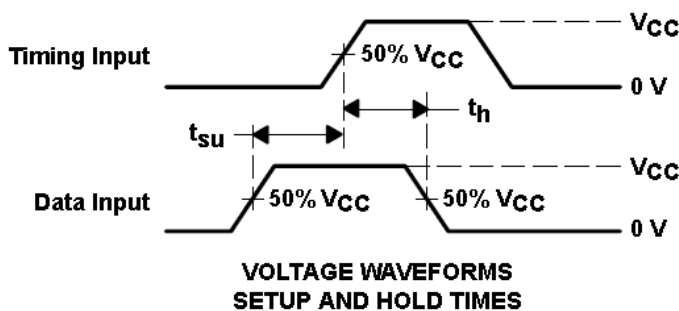 VCC
Timing Input
50% VCC
0 V
th
tsu
VCC
Data Input
50% VCC
50% VCC
0 V
VOLTAGE WAVEFORMS
SETUP AND HOLD TIMES